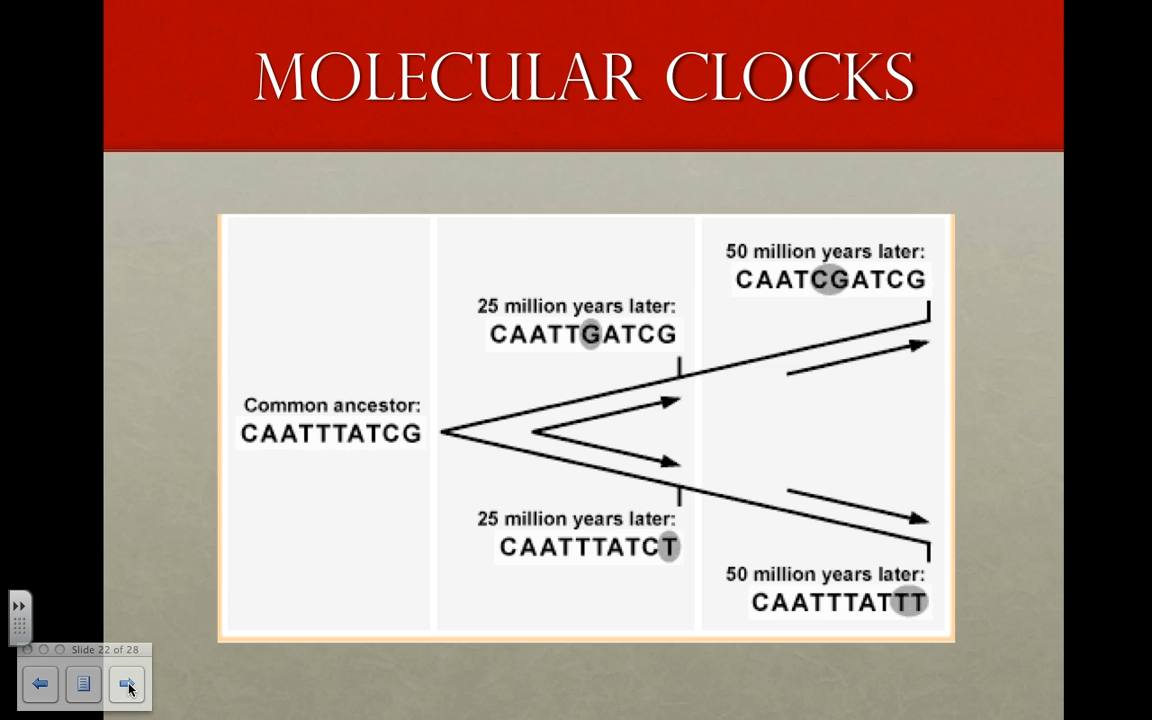 MOLECULAR CLOCKS
50 million years later:
CAATCGATCG
25 million years later:
CAATTGATCG
Common ancestor:
CAATTTATCG
25 million years later:
CAATTTATCT
50 million years later:
CAATTTATTT
Slide 22 of 28